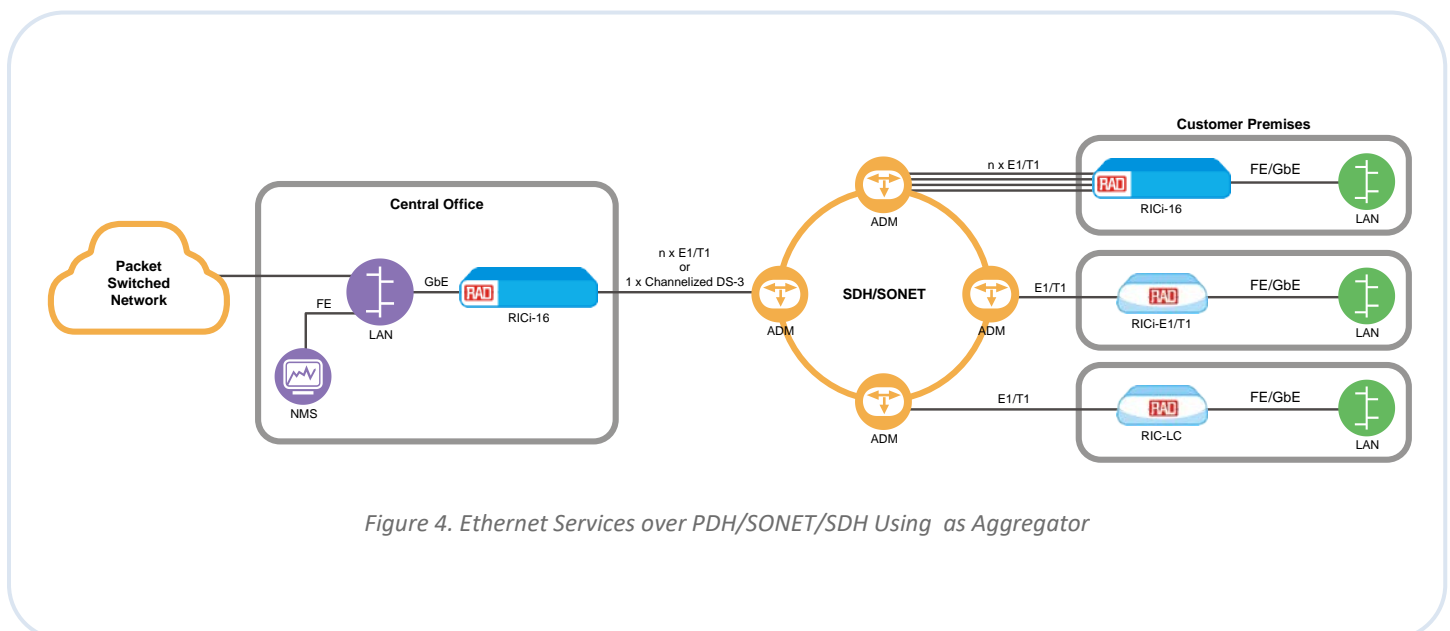 Customer Premises
Central Office
Packet
Switched
Network
FE
NMS
LAN
GbE
RAD
RICi-16
n x E1/T1
or
1 x Channelized DS-3
ADM
SDH/SONET
ADM
ADM
ADM
n x E1/T1
RAD
RICi-16
FE/GbE
LAN
E1/T1
RAD
RICi-E1/T1
FE/GbE
LAN
E1/T1
RAD
RIC-LC
FE/GbE
LAN
Figure 4. Ethernet Services over PDH/SONET/SDH Using  as Aggregator